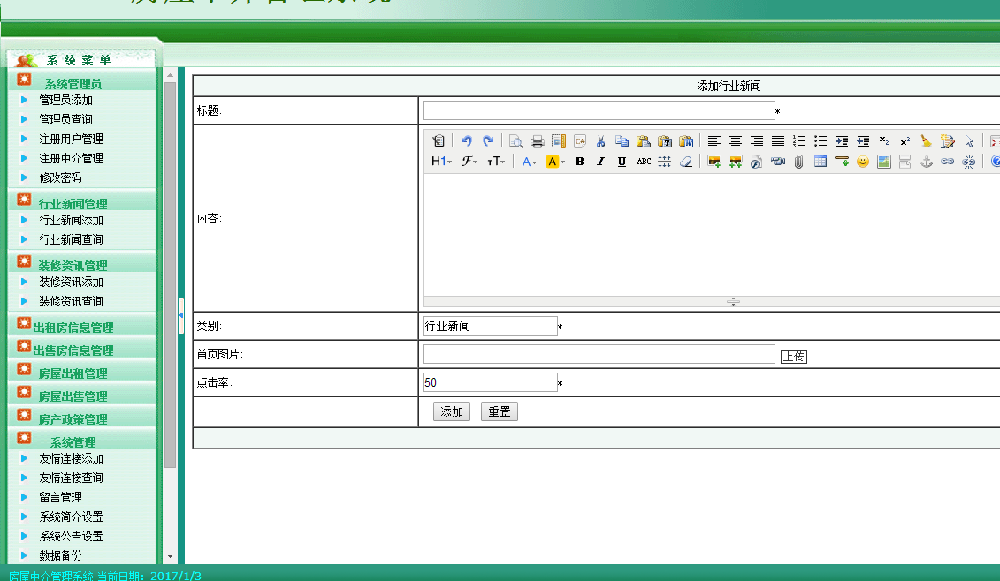 系 统 菜 单
系统管理员
管理员添加
管理员查询
注册用户管理
注册中介管理
修改密码
行业新闻管理
行业新闻添加
行业新闻查询
装修资讯管理
装修资讯添加
装修资讯查询
出租房信息管理
出售房信息管理
房屋出租管理
房屋出售管理
房产政策管理
系统管理
友情连接添加
友情连接查询
留言管理
系统简介设置
系统公告设置
数据备份
添加行业新闻
标题:
*
内容:
H1 F TT A A B I U ABC
类别:
行业新闻*
首页图片:
上传
点击率:
50*
添加 重置
房屋中介管理系统 当前日期: 2017/1/3